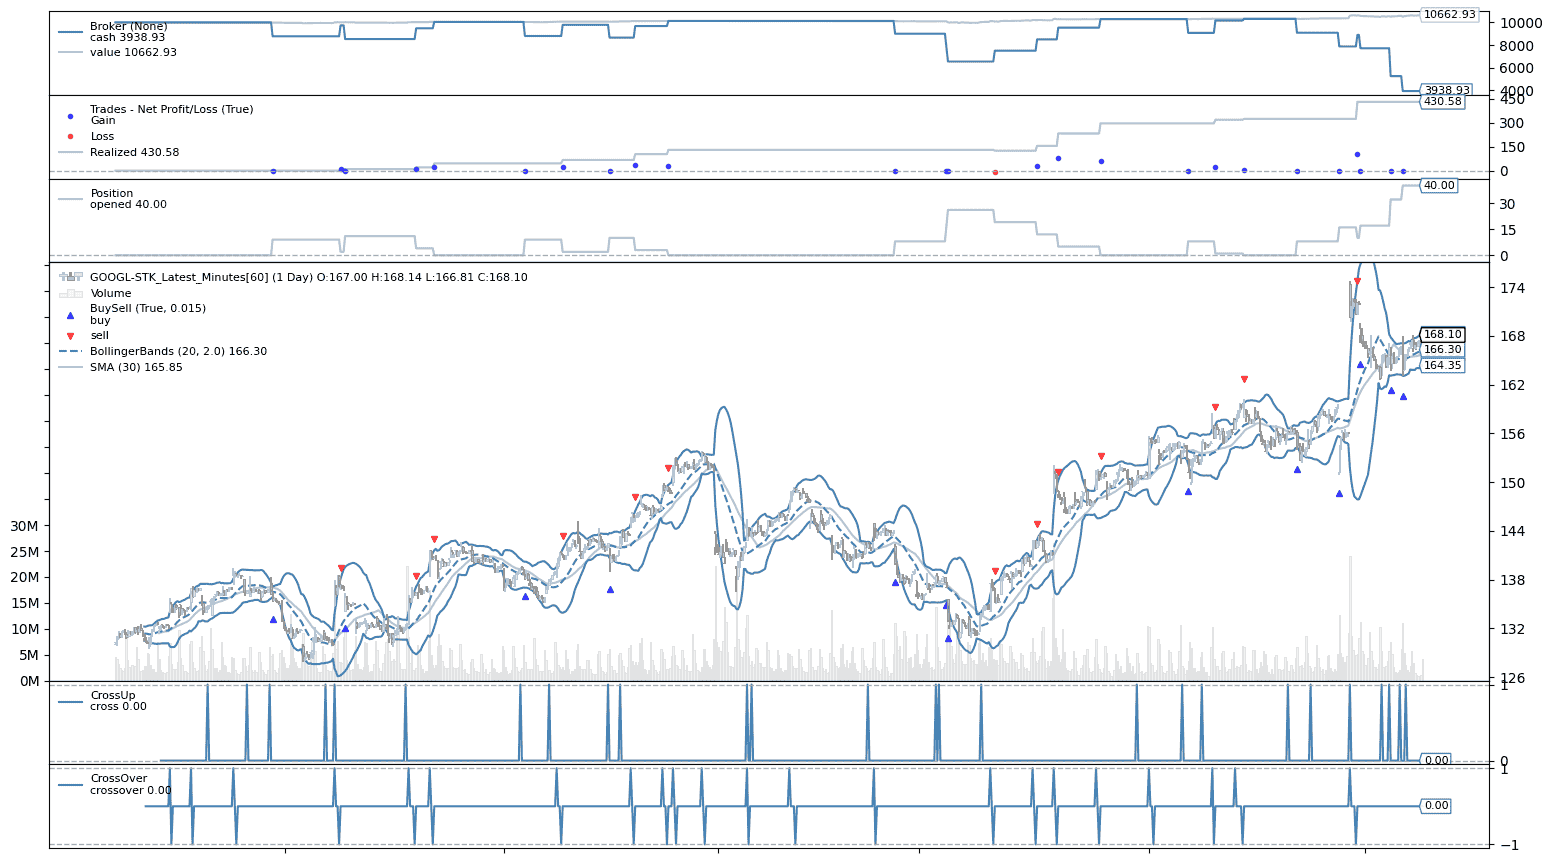 Broker (None)
cash 3938.93
value 10662.93
10662.93
10000
8000
6000
4000
3938.93
Trades - Net Profit/Loss (True)
Gain
Loss
Realized 430.58
450
430.58
300
150
0
Position
opened 40.00
40.00
30
15
0
GOOGL-STK_Latest_Minutes[60] (1 Day) O:167.00 H:168.14 L:166.81 C:168.10
Volume
BuySell (True, 0.015)
buy
sell
BollingerBands (20, 2.0) 166.30
SMA (30) 165.85
174
168
168.10
166.30
164.35
162
156
150
144
138
132
126
30M
25M
20M
15M
10M
5M
0M
CrossUp
cross 0.00
1
0
0.00
CrossOver
crossover 0.00
1
0.00
−1